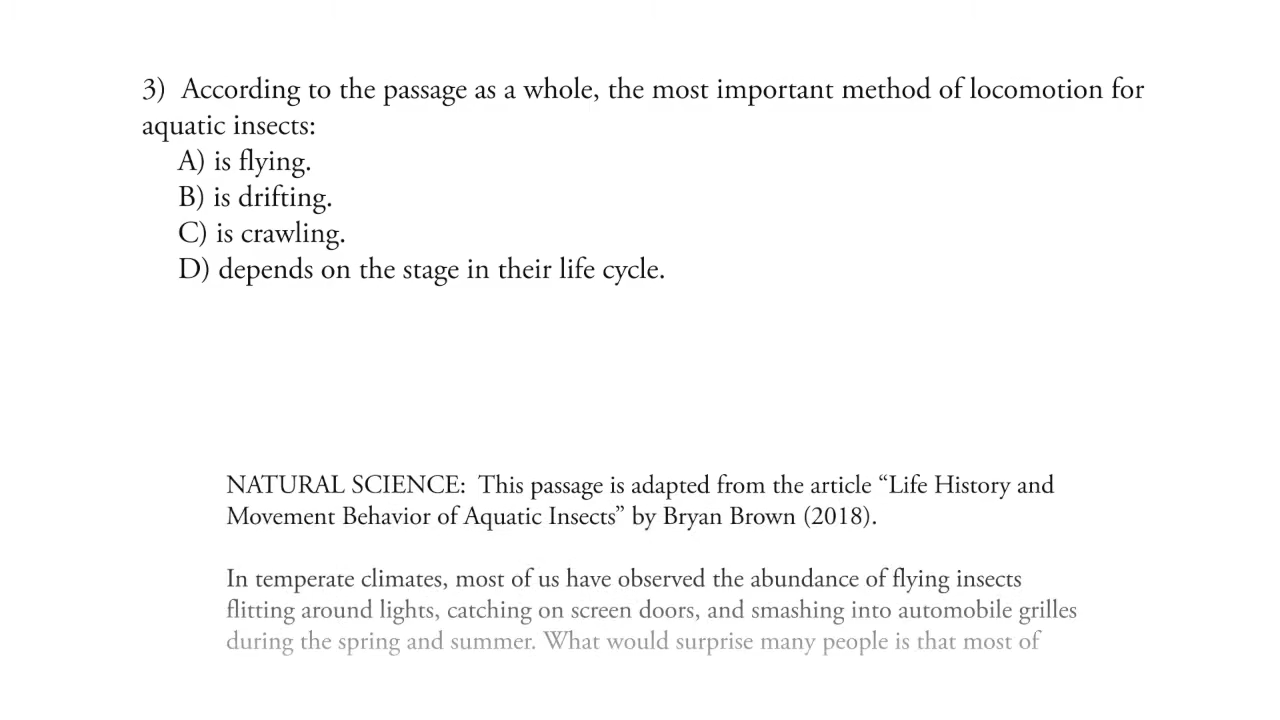 3)  According to the passage as a whole, the most important method of locomotion for
aquatic insects:
A) is flying.
B) is drifting.
C) is crawling.
D) depends on the stage in their life cycle.
NATURAL SCIENCE:  This passage is adapted from the article “Life History and
Movement Behavior of Aquatic Insects” by Bryan Brown (2018).
In temperate climates, most of us have observed the abundance of flying insects
flitting around lights, catching on screen doors, and smashing into automobile grilles
during the spring and summer. What would surprise many people is that most of